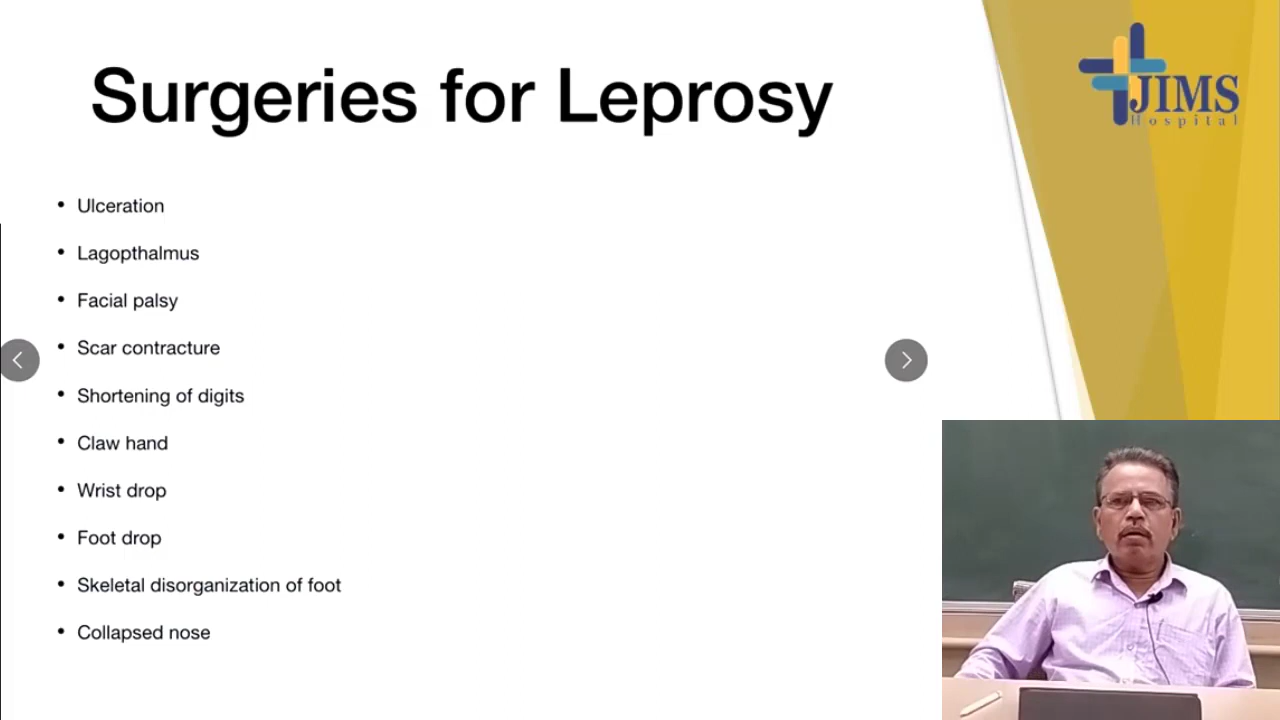 Surgeries for Leprosy
JIMS
Hospital
• Ulceration
• Lagopthalmus
• Facial palsy
• Scar contracture
• Shortening of digits
• Claw hand
• Wrist drop
• Foot drop
• Skeletal disorganization of foot
• Collapsed nose